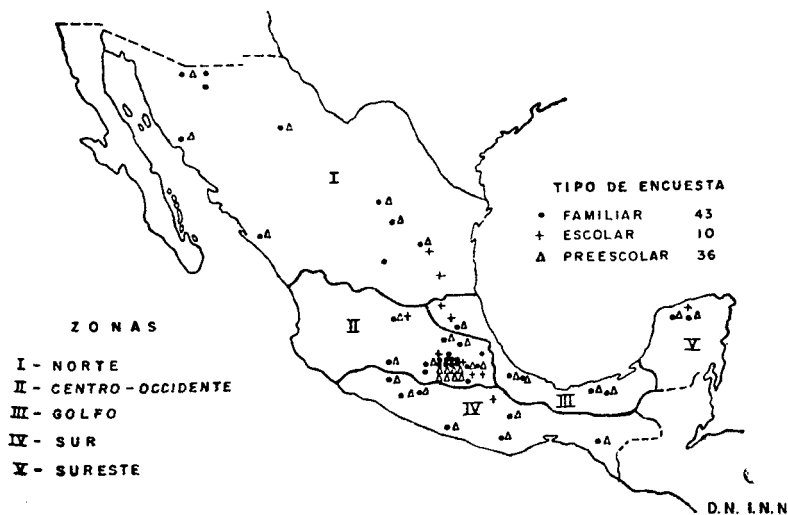 I
TIPO DE ENCUESTA
• FAMILIAR 43
+ ESCOLAR 10
△ PREESCOLAR 36
ZONAS
I - NORTE
II - CENTRO-OCCIDENTE
III - GOLFO
IV - SUR
V - SURESTE
II
V
III
IV
D.N. I.N.N